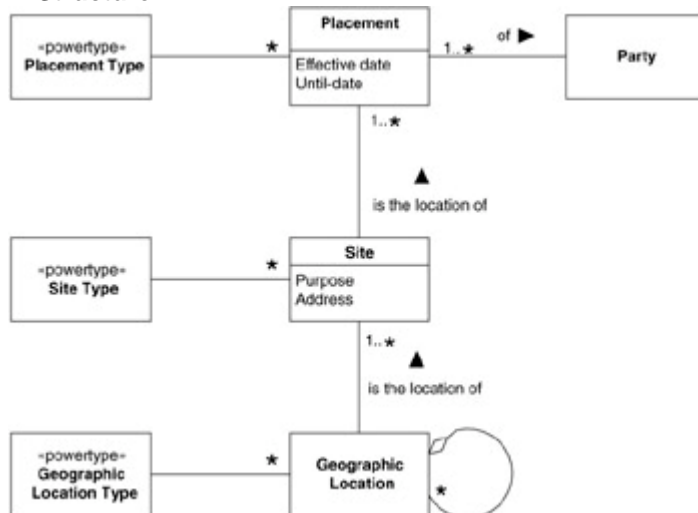 Structure
Placement
«powertype»
Placement Type
*
Effective date
Until-date
1..*
of ▶
Party
1..*
▲
is the location of
«powertype»
Site Type
*
Site
Purpose
Address
1..*
▲
is the location of
«powertype»
Geographic
Location Type
*
Geographic
Location
*